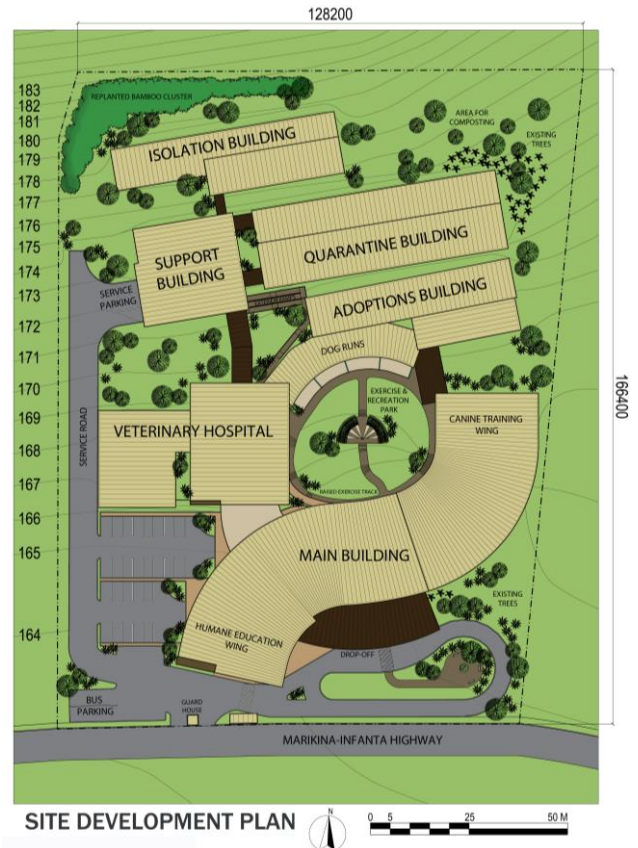 128200
183
182
181
180
179
178
177
176
175
174
173
172
171
170
169
168
167
166
165
164
166400
REPLANTED BAMBOO CLUSTER
AREA FOR
COMPOSTING
EXISTING
TREES
ISOLATION BUILDING
QUARANTINE BUILDING
SUPPORT
BUILDING
SERVICE
PARKING
ADOPTIONS BUILDING
DOG RUNS
EXERCISE &
RECREATION
PARK
CANINE TRAINING
WING
VETERINARY HOSPITAL
SERVICE ROAD
RAISED EXERCISE TRACK
MAIN BUILDING
EXISTING
TREES
HUMANE EDUCATION
WING
DROP-OFF
BUS
PARKING
GUARD
HOUSE
MARIKINA-INFANTA HIGHWAY
SITE DEVELOPMENT PLAN
N
0 5 25 50 M